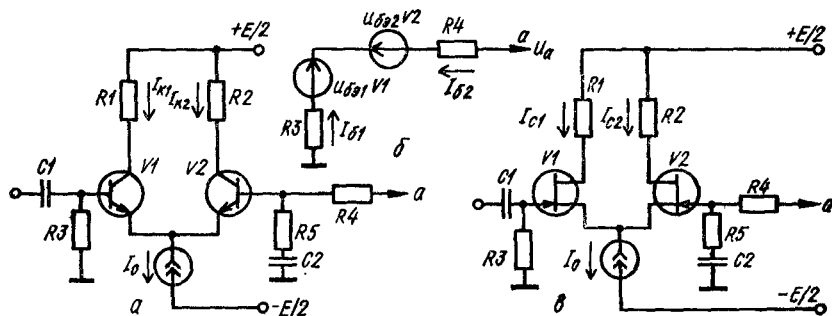 +E/2
R1
Iк1
Iк2
R2
C1
V1
V2
R3
I0
R5
C2
R4
a
-E/2
а
uбэ2
V2
R4
a
Ua
uбэ1
V1
Iб2
R3
Iб1
б
+E/2
R1
Ic1
Ic2
R2
C1
V1
V2
R4
a
R3
I0
R5
C2
-E/2
в